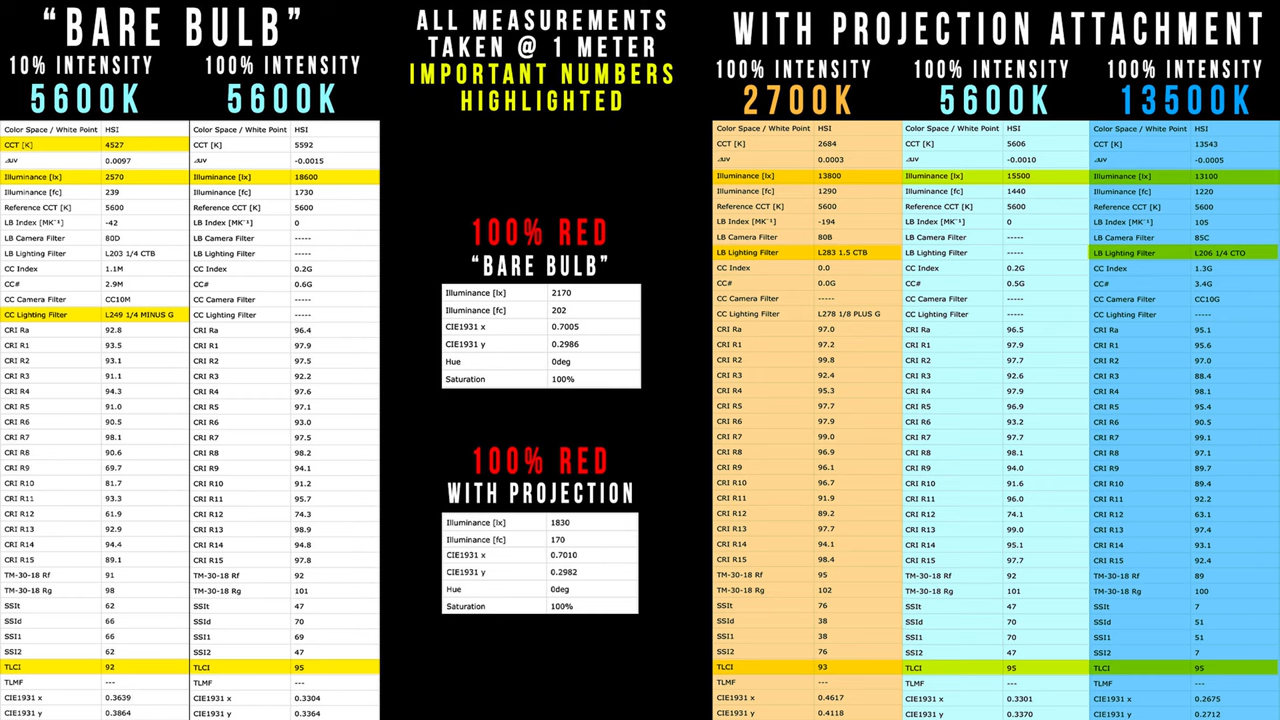 “BARE BULB”
10% INTENSITY
5600K
Color Space / White Point HSI
CCT [K] 4527
⊿uv 0.0097
Illuminance [lx] 2570
Illuminance [fc] 239
Reference CCT [K] 5600
LB Index [MK⁻¹] -42
LB Camera Filter 80D
LB Lighting Filter L203 1/4 CTB
CC Index 1.1M
CC# 2.9M
CC Camera Filter CC10M
CC Lighting Filter L249 1/4 MINUS G
CRI Ra 92.8
CRI R1 93.5
CRI R2 93.1
CRI R3 91.1
CRI R4 94.3
CRI R5 91.0
CRI R6 90.5
CRI R7 98.1
CRI R8 90.6
CRI R9 69.7
CRI R10 81.7
CRI R11 93.3
CRI R12 61.9
CRI R13 92.9
CRI R14 94.4
CRI R15 89.1
TM-30-18 Rf 91
TM-30-18 Rg 98
SSIt 62
SSId 66
SSI1 66
SSI2 62
TLCI 92
TLMF ---
CIE1931 x 0.3639
CIE1931 y 0.3864
100% INTENSITY
5600K
Color Space / White Point HSI
CCT [K] 5592
⊿uv -0.0015
Illuminance [lx] 18600
Illuminance [fc] 1730
Reference CCT [K] 5600
LB Index [MK⁻¹] 0
LB Camera Filter -----
LB Lighting Filter -----
CC Index 0.2G
CC# 0.6G
CC Camera Filter -----
CC Lighting Filter -----
CRI Ra 96.4
CRI R1 97.9
CRI R2 97.5
CRI R3 92.2
CRI R4 97.6
CRI R5 97.1
CRI R6 93.0
CRI R7 97.5
CRI R8 98.2
CRI R9 94.1
CRI R10 91.2
CRI R11 95.7
CRI R12 74.3
CRI R13 98.9
CRI R14 94.8
CRI R15 97.8
TM-30-18 Rf 92
TM-30-18 Rg 101
SSIt 47
SSId 70
SSI1 69
SSI2 47
TLCI 95
TLMF ---
CIE1931 x 0.3304
CIE1931 y 0.3364
ALL MEASUREMENTS
TAKEN @ 1 METER
IMPORTANT NUMBERS
HIGHLIGHTED
100% RED
“BARE BULB”
Illuminance [lx] 2170
Illuminance [fc] 202
CIE1931 x 0.7005
CIE1931 y 0.2986
Hue 0deg
Saturation 100%
100% RED
WITH PROJECTION
Illuminance [lx] 1830
Illuminance [fc] 170
CIE1931 x 0.7010
CIE1931 y 0.2982
Hue 0deg
Saturation 100%
WITH PROJECTION ATTACHMENT
100% INTENSITY
2700K
Color Space / White Point HSI
CCT [K] 2684
⊿uv 0.0003
Illuminance [lx] 13800
Illuminance [fc] 1290
Reference CCT [K] 5600
LB Index [MK⁻¹] -194
LB Camera Filter 80B
LB Lighting Filter L283 1.5 CTB
CC Index 0.0
CC# 0.0G
CC Camera Filter -----
CC Lighting Filter L278 1/8 PLUS G
CRI Ra 97.0
CRI R1 97.2
CRI R2 99.8
CRI R3 92.4
CRI R4 95.3
CRI R5 97.7
CRI R6 97.9
CRI R7 99.0
CRI R8 96.9
CRI R9 96.1
CRI R10 96.7
CRI R11 91.9
CRI R12 89.2
CRI R13 97.7
CRI R14 94.1
CRI R15 98.4
TM-30-18 Rf 95
TM-30-18 Rg 102
SSIt 76
SSId 38
SSI1 38
SSI2 76
TLCI 93
TLMF ---
CIE1931 x 0.4617
CIE1931 y 0.4118
100% INTENSITY
5600K
Color Space / White Point HSI
CCT [K] 5606
⊿uv -0.0010
Illuminance [lx] 15500
Illuminance [fc] 1440
Reference CCT [K] 5600
LB Index [MK⁻¹] 0
LB Camera Filter -----
LB Lighting Filter -----
CC Index 0.2G
CC# 0.5G
CC Camera Filter -----
CC Lighting Filter -----
CRI Ra 96.5
CRI R1 97.9
CRI R2 97.7
CRI R3 92.6
CRI R4 97.9
CRI R5 96.9
CRI R6 93.2
CRI R7 97.7
CRI R8 98.1
CRI R9 94.0
CRI R10 91.6
CRI R11 96.0
CRI R12 74.1
CRI R13 99.0
CRI R14 95.1
CRI R15 97.7
TM-30-18 Rf 92
TM-30-18 Rg 101
SSIt 47
SSId 70
SSI1 70
SSI2 47
TLCI 95
TLMF ---
CIE1931 x 0.3301
CIE1931 y 0.3370
100% INTENSITY
13500K
Color Space / White Point HSI
CCT [K] 13543
⊿uv -0.0005
Illuminance [lx] 13100
Illuminance [fc] 1220
Reference CCT [K] 5600
LB Index [MK⁻¹] 105
LB Camera Filter 85C
LB Lighting Filter L206 1/4 CTO
CC Index 1.3G
CC# 3.4G
CC Camera Filter CC10G
CC Lighting Filter -----
CRI Ra 95.1
CRI R1 95.6
CRI R2 97.0
CRI R3 88.4
CRI R4 98.1
CRI R5 95.4
CRI R6 90.5
CRI R7 99.1
CRI R8 97.1
CRI R9 89.7
CRI R10 89.4
CRI R11 92.2
CRI R12 63.1
CRI R13 97.4
CRI R14 93.1
CRI R15 92.4
TM-30-18 Rf 89
TM-30-18 Rg 100
SSIt 7
SSId 51
SSI1 51
SSI2 7
TLCI 95
TLMF ---
CIE1931 x 0.2675
CIE1931 y 0.2712